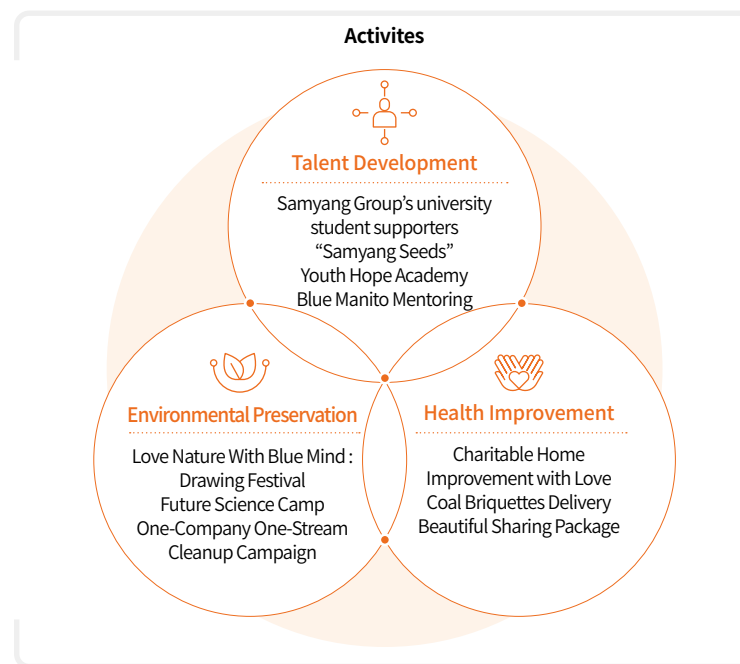 Activites
Talent Development
Samyang Group’s university
student supporters
“Samyang Seeds”
Youth Hope Academy
Blue Manito Mentoring
Environmental Preservation
Love Nature With Blue Mind :
Drawing Festival
Future Science Camp
One-Company One-Stream
Cleanup Campaign
Health Improvement
Charitable Home
Improvement with Love
Coal Briquettes Delivery
Beautiful Sharing Package